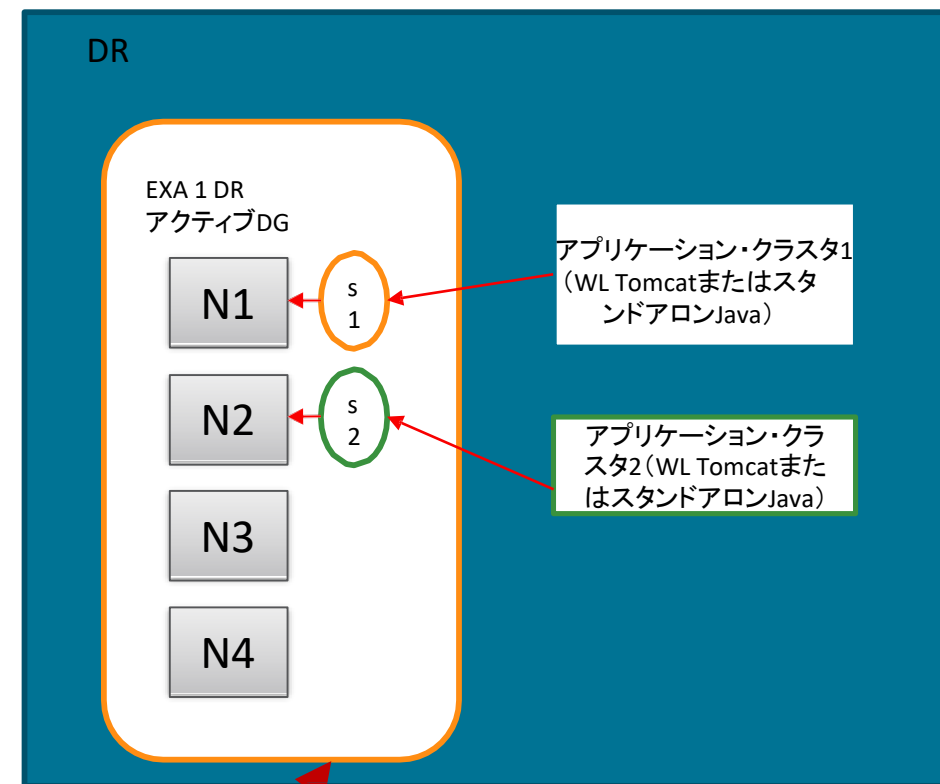 DR
EXA 1 DR
アクティブDG
N1
s
1
アプリケーション・クラスタ1
（WL Tomcatまたはスタ
ンドアロンJava）
N2
s
2
アプリケーション・クラ
スタ2（WL Tomcatまた
はスタンドアロンJava）
N3
N4